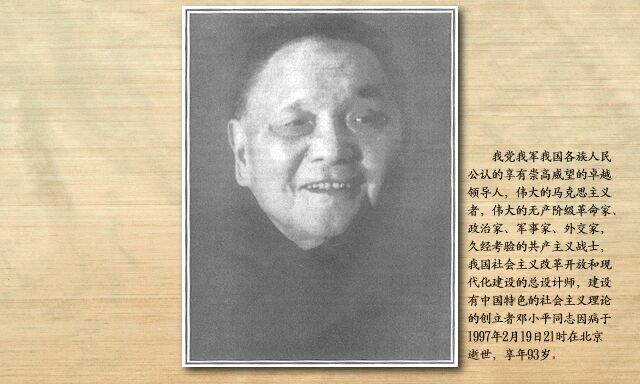 我党我军我国各族人民
公认的享有崇高威望的卓越
领导人，伟大的马克思主义
者，伟大的无产阶级革命家、
政治家、军事家、外交家，
久经考验的共产主义战士，
我国社会主义改革开放和现
代化建设的总设计师，建设
有中国特色的社会主义理论
的创立者邓小平同志因病于
1997年2月19日21时在北京
逝世，享年93岁。